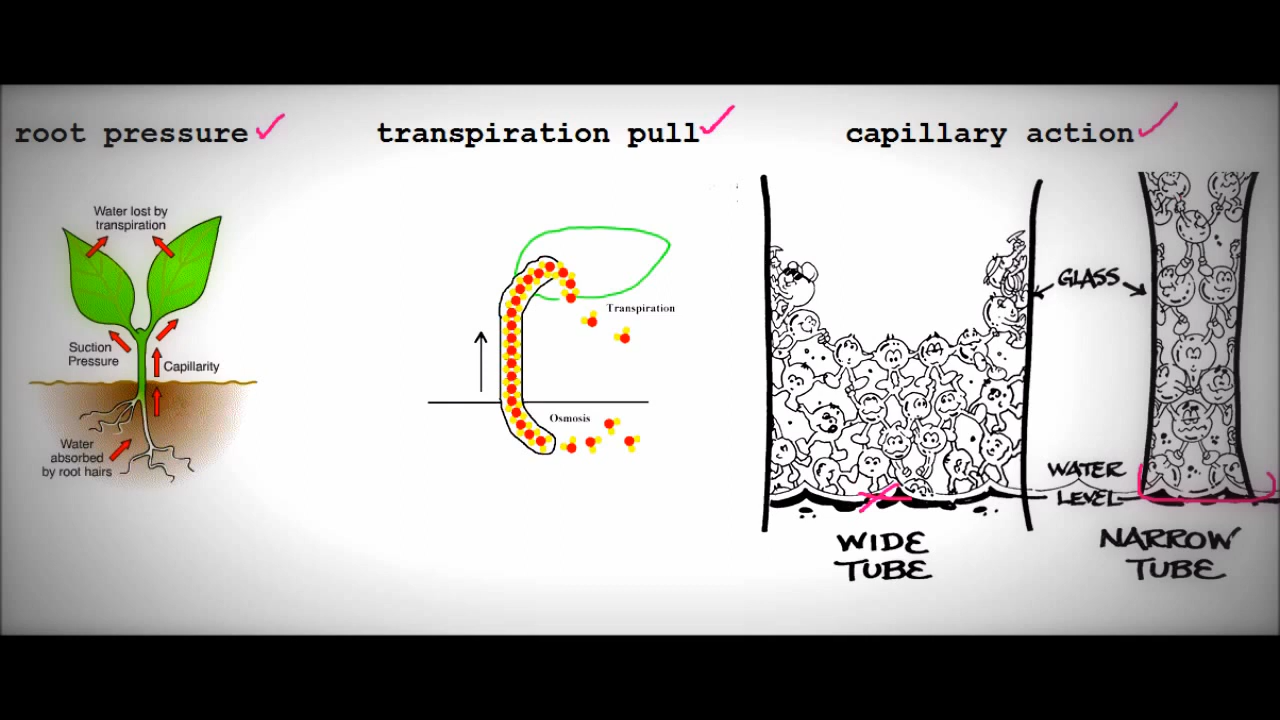 root pressure
transpiration pull
capillary action
Water lost by
transpiration
Suction
Pressure
Capillarity
Water
absorbed
by root hairs
Transpiration
Osmosis
GLASS
WATER
LEVEL
WIDE
TUBE
NARROW
TUBE